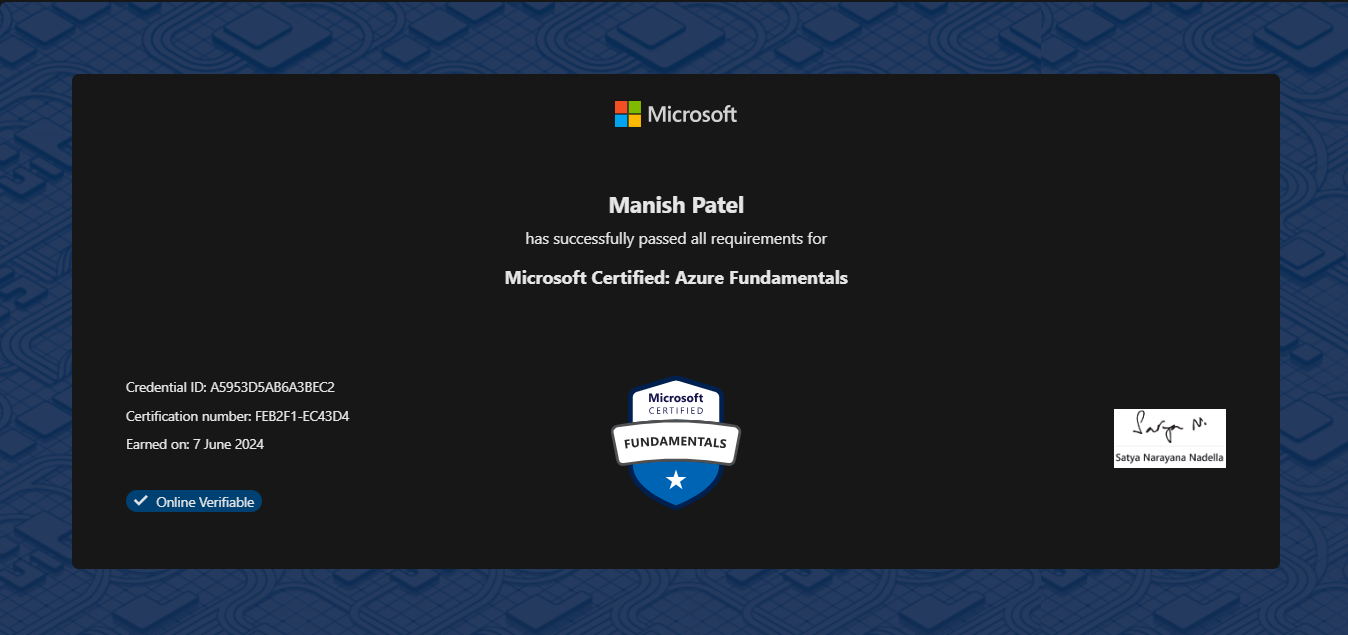 Microsoft
Manish Patel
has successfully passed all requirements for
Microsoft Certified: Azure Fundamentals
Credential ID: A5953D5AB6A3BEC2
Certification number: FEB2F1-EC43D4
Earned on: 7 June 2024
Online Verifiable
Microsoft
CERTIFIED
FUNDAMENTALS
Satya N.
Satya Narayana Nadella